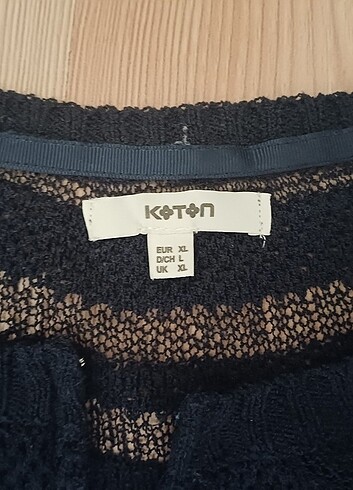 KOTON
EUR XL
D/CH L
UK XL